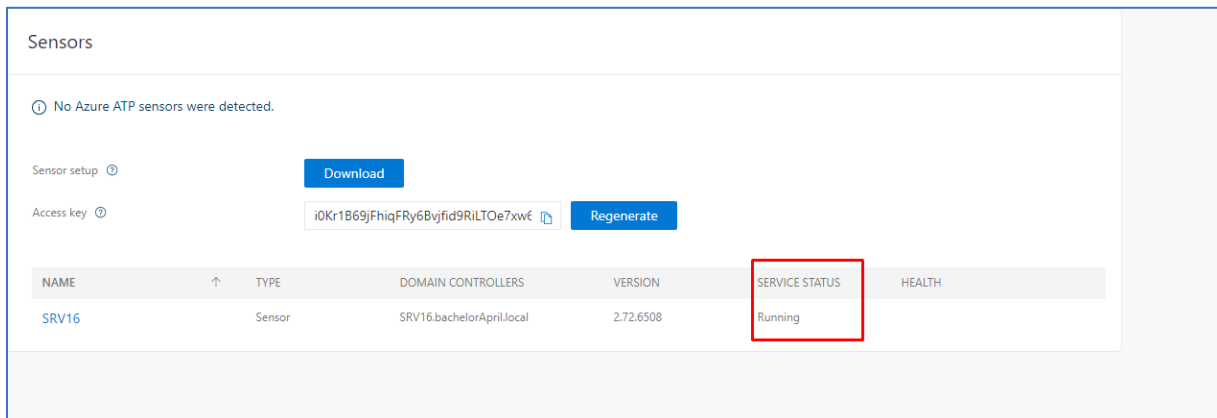 Sensors
No Azure ATP sensors were detected.
Sensor setup
Download
Access key
i0Kr1B69jFhiqFRy6Bvjfid9RiLTOe7xw6
Regenerate
NAME TYPE DOMAIN CONTROLLERS VERSION SERVICE STATUS HEALTH
SRV16 Sensor SRV16.bachelorApril.local 2.72.6508 Running